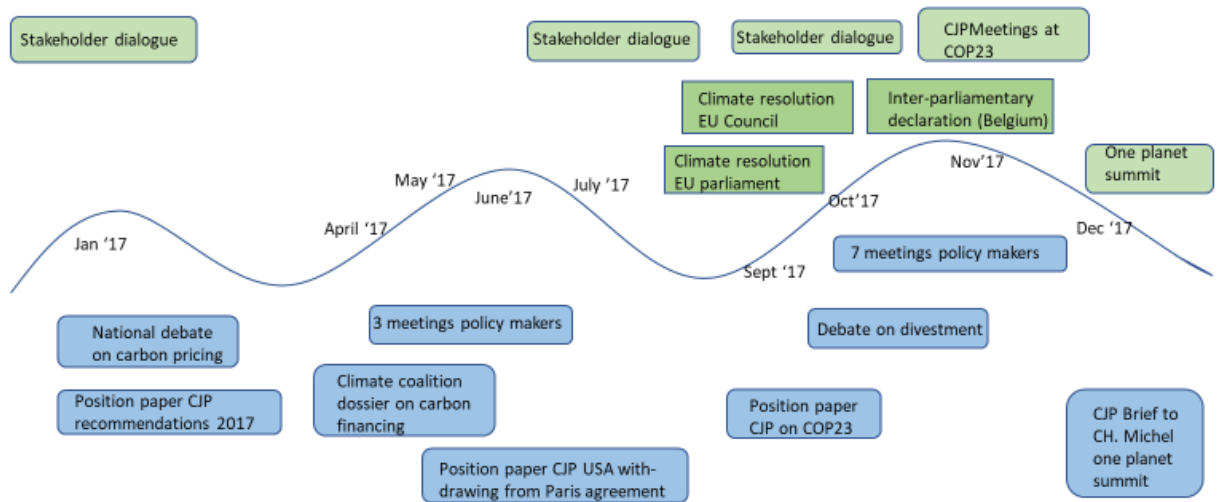 Stakeholder dialogue
Stakeholder dialogue
Stakeholder dialogue
CJPMeetings at
COP23
Climate resolution
EU Council
Inter-parliamentary
declaration (Belgium)
Climate resolution
EU parliament
One planet
summit
Jan ‘17
April ‘17
May ‘17
June‘17
July ‘17
Sept ‘17
Oct‘17
Nov‘17
Dec ‘17
7 meetings policy makers
National debate
on carbon pricing
3 meetings policy makers
Debate on divestment
Position paper CJP
recommendations 2017
Climate coalition
dossier on carbon
financing
Position paper
CJP on COP23
CJP Brief to
CH. Michel
one planet
summit
Position paper CJP USA with-
drawing from Paris agreement